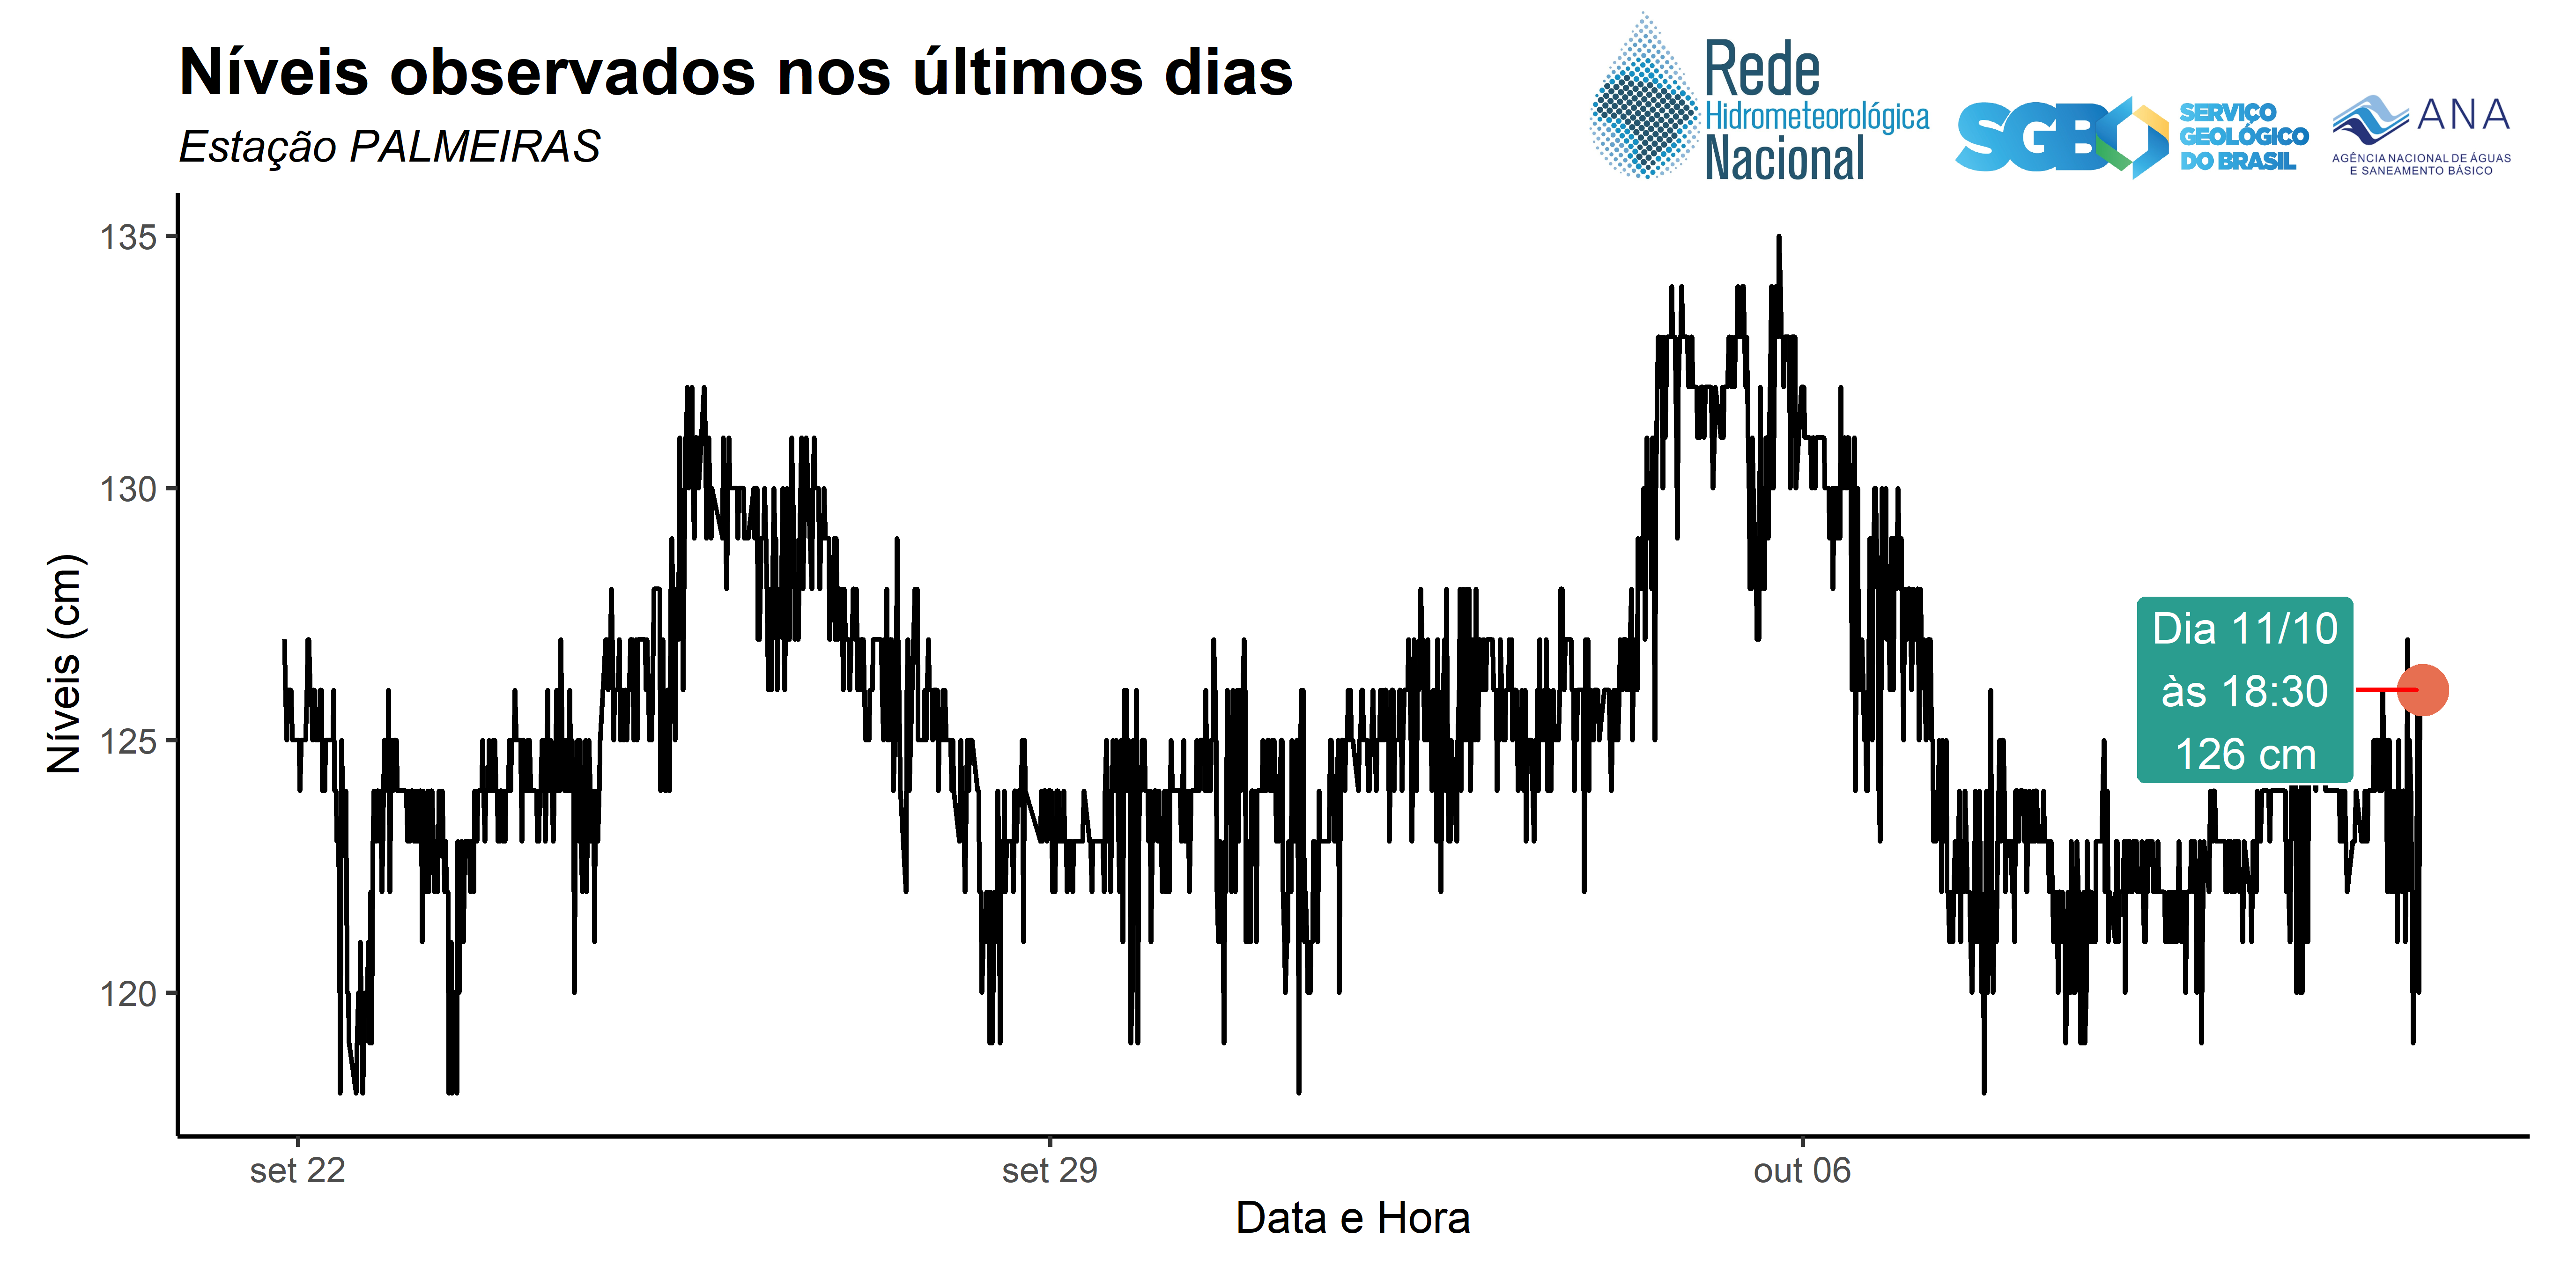 Níveis observados nos últimos dias
Estação PALMEIRAS
Rede
Hidrometeorológica
Nacional
SGB
SERVIÇO
GEOLÓGICO
DO BRASIL
ANA
AGÊNCIA NACIONAL DE ÁGUAS
E SANEAMENTO BÁSICO
Níveis (cm)
135
130
125
120
Dia 11/10
às 18:30
126 cm
set 22
set 29
out 06
Data e Hora